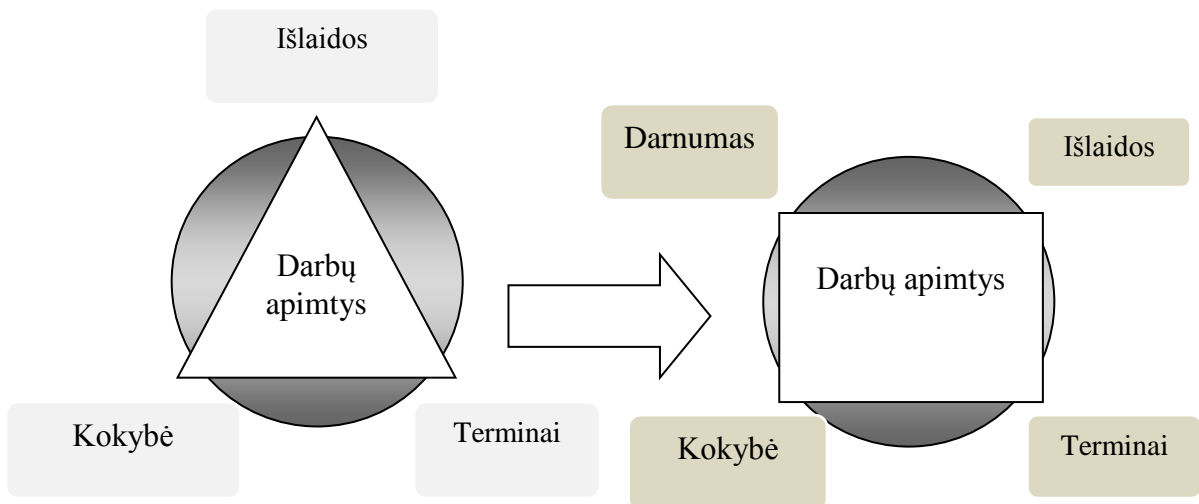 Išlaidos
Darbų
apimtys
Kokybė
Terminai
Darnumas
Išlaidos
Darbų apimtys
Kokybė
Terminai